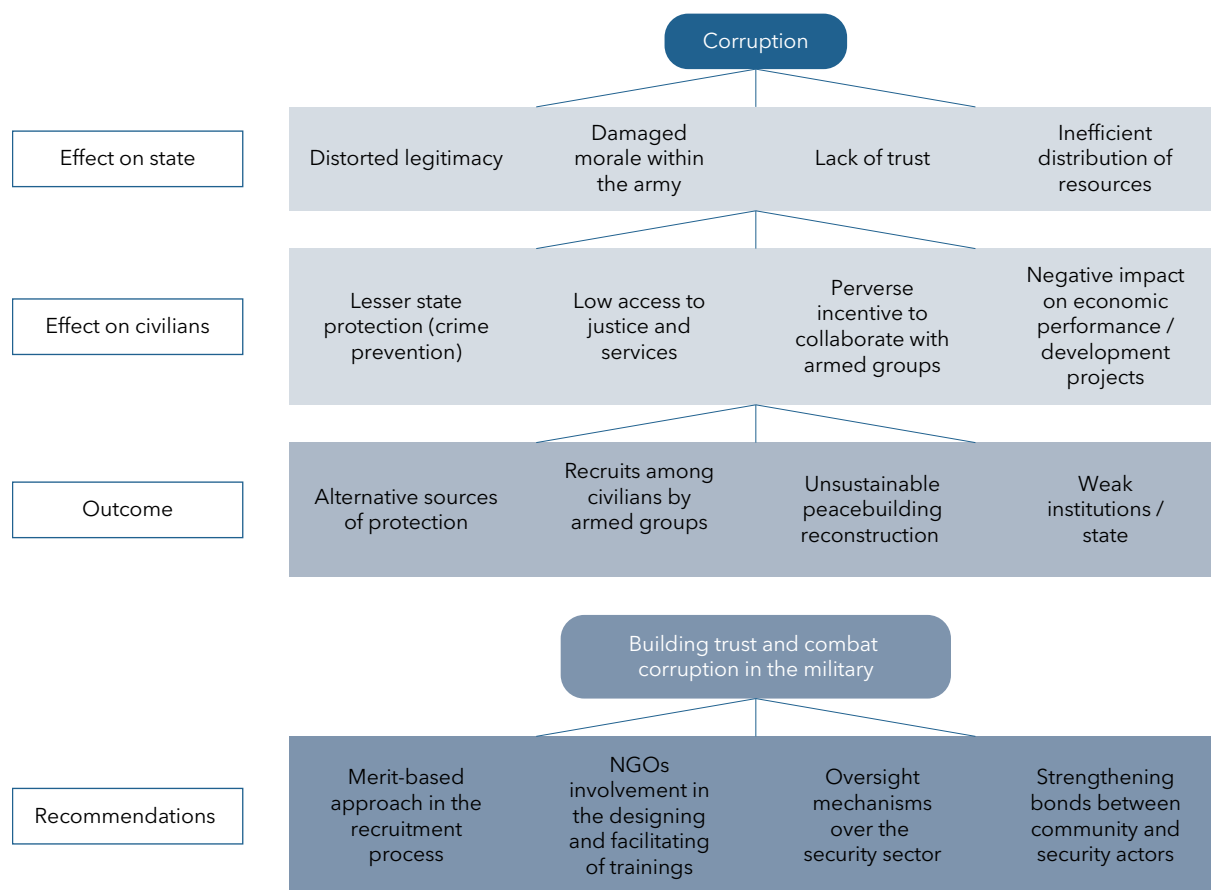 Corruption
Effect on state
Distorted legitimacy
Damaged
morale within
the army
Lack of trust
Inefficient
distribution of
resources
Effect on civilians
Lesser state
protection (crime
prevention)
Low access to
justice and
services
Perverse
incentive to
collaborate with
armed groups
Negative impact
on economic
performance /
development
projects
Outcome
Alternative sources
of protection
Recruits among
civilians by
armed groups
Unsustainable
peacebuilding
reconstruction
Weak
institutions /
state
Building trust and combat
corruption in the military
Recommendations
Merit-based
approach in the
recruitment
process
NGOs
involvement in
the designing
and facilitating
of trainings
Oversight
mechanisms
over the
security sector
Strengthening
bonds between
community and
security actors